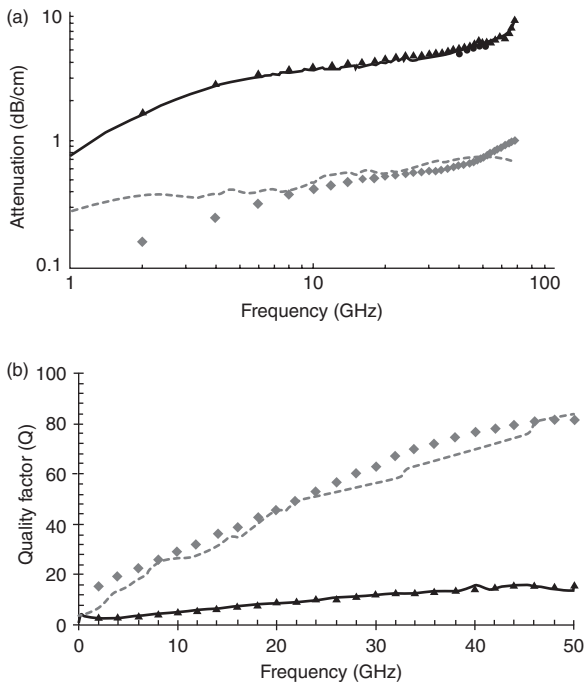 (a)
10
1
0.1
Attenuation (dB/cm)
1 10 100
Frequency (GHz)
(b)
100
80
60
40
20
0
Quality factor (Q)
0 10 20 30 40 50
Frequency (GHz)